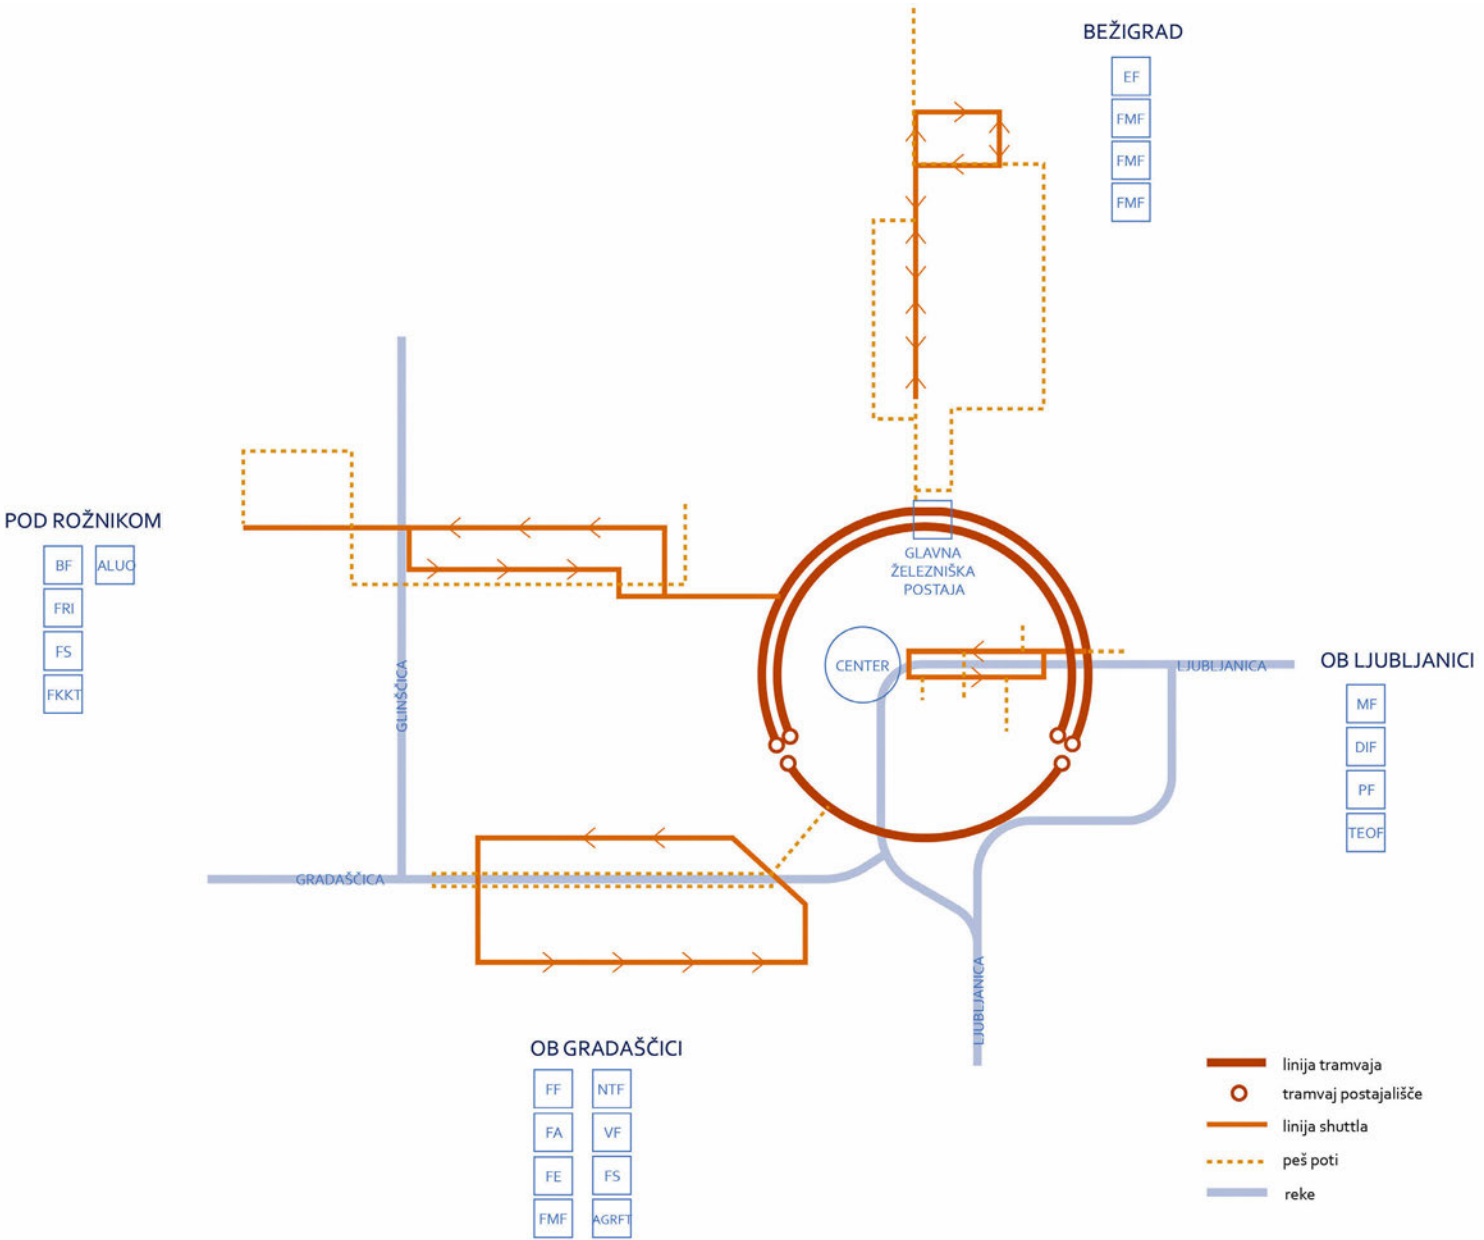 BEŽIGRAD
EF
FMF
FMF
FMF
POD ROŽNIKOM
BF
ALUO
FRI
FS
FKKT
GLAVNA
ŽELEZNIŠKA
POSTAJA
CENTER
LJUBLJANICA
GLINŠČICA
OB LJUBLJANICI
MF
DIF
PF
TEOF
GRADAŠČICA
LJUBLJANICA
OB GRADAŠČICI
FF
NTF
FA
VF
FE
FS
FMF
AGRFT
linija tramvaja
tramvaj postajališče
linija shuttla
peš poti
reke